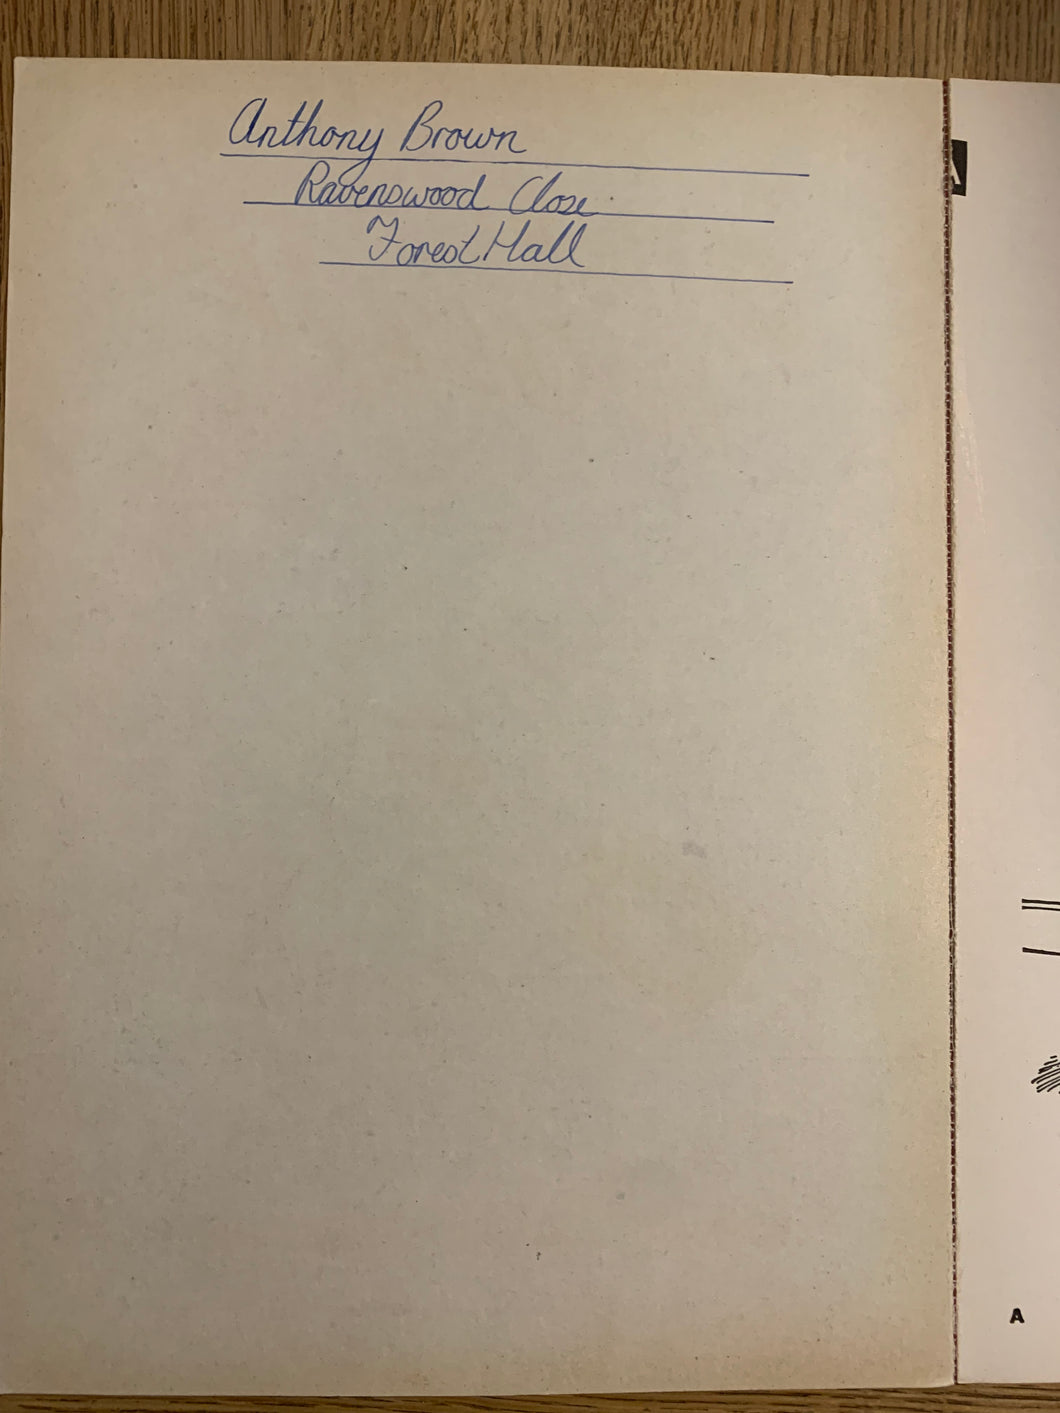 Anthony Brown
Ravenswood Close
Forest Hall
A
A